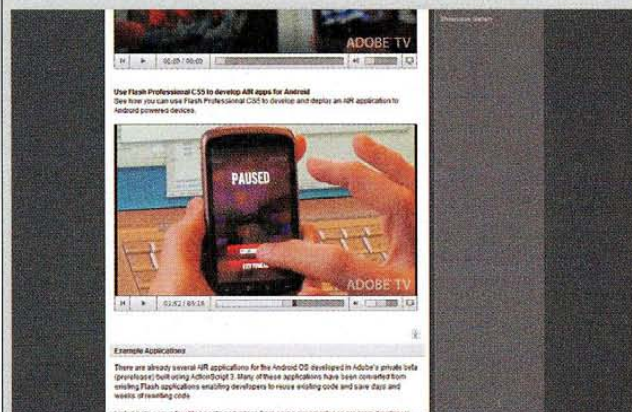 ADOBE TV
Showcase Gallery
Use Flash Professional CS5 to develop AIR apps for Android
See how you can use Flash Professional CS5 to develop and deploy an AIR application to
Android powered devices.
PAUSED
ADOBE TV
Example Applications
There are already several AIR applications for the Android OS developed in Adobe's private beta
(prerelease) built using ActionScript 3. Many of these applications have been converted from
existing Flash applications enabling developers to reuse existing code and save days and
weeks of rewriting code.